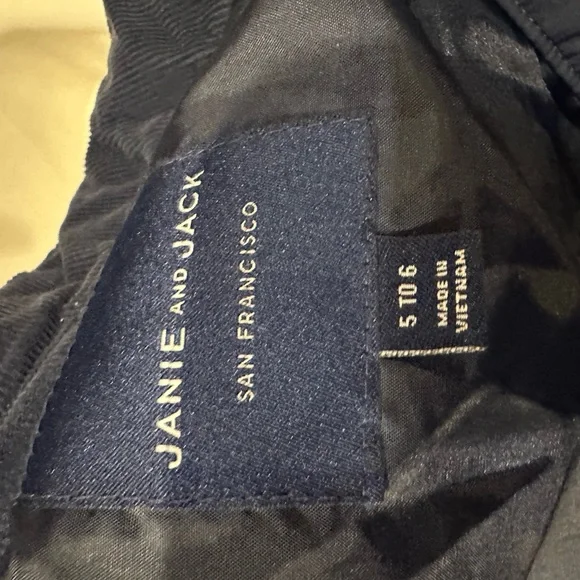 JANIE AND JACK
SAN FRANCISCO
5 TO 6
MADE IN
VIETNAM